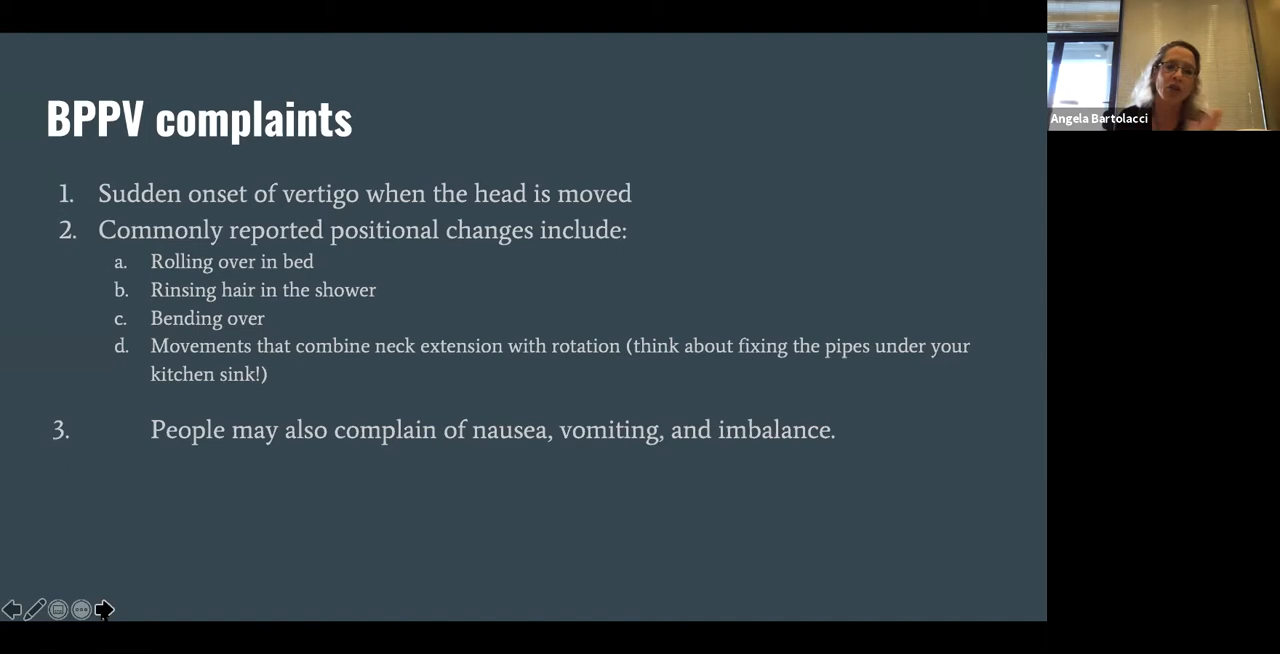 BPPV complaints
1. Sudden onset of vertigo when the head is moved
2. Commonly reported positional changes include:
a. Rolling over in bed
b. Rinsing hair in the shower
c. Bending over
d. Movements that combine neck extension with rotation (think about fixing the pipes under your
kitchen sink!)
3. People may also complain of nausea, vomiting, and imbalance.
Angela Bartolacci